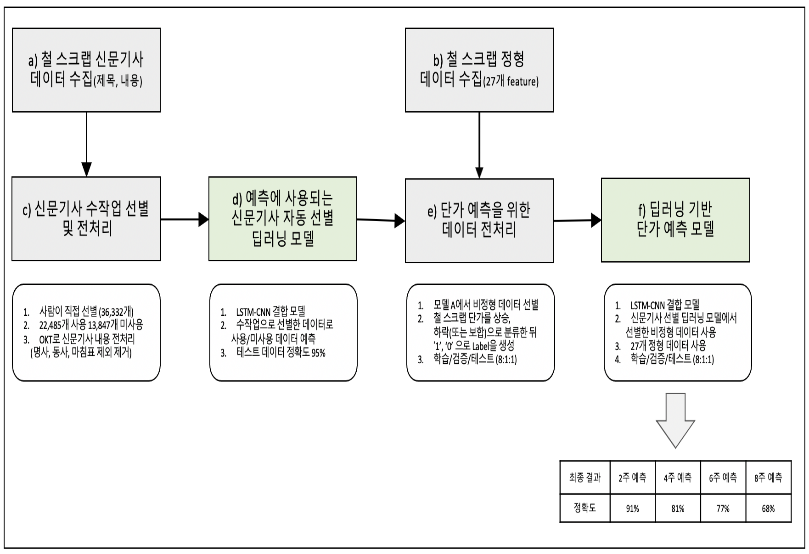 a) 철 스크랩 신문기사
데이터 수집(제목, 내용)
b) 철 스크랩 정형
데이터 수집(27개 feature)
c) 신문기사 수작업 선별
및 전처리
d) 예측에 사용되는
신문기사 자동 선별
딥러닝 모델
e) 단가 예측을 위한
데이터 전처리
f) 딥러닝 기반
단가 예측 모델
1. 사람이 직접 선별 (36,332개)
2. 22,485개 사용 13,847개 미사용
3. OKT로 신문기사 내용 전처리
(명사, 동사, 마침표 제외 제거)
1. LSTM-CNN 결합 모델
2. 수작업으로 선별한 데이터로
사용/미사용 데이터 예측
3. 테스트 데이터 정확도 95%
1. 모델 A에서 비정형 데이터 선별
2. 철 스크랩 단가를 상승,
하락(또는 보합)으로 분류한 뒤
'1', '0' 으로 Label을 생성
3. 학습/검증/테스트 (8:1:1)
1. LSTM-CNN 결합 모델
2. 신문기사 선별 딥러닝 모델에서
선별한 비정형 데이터 사용
3. 27개 정형 데이터 사용
4. 학습/검증/테스트 (8:1:1)
최종 결과 2주 예측 4주 예측 6주 예측 8주 예측
정확도 91% 81% 77% 68%